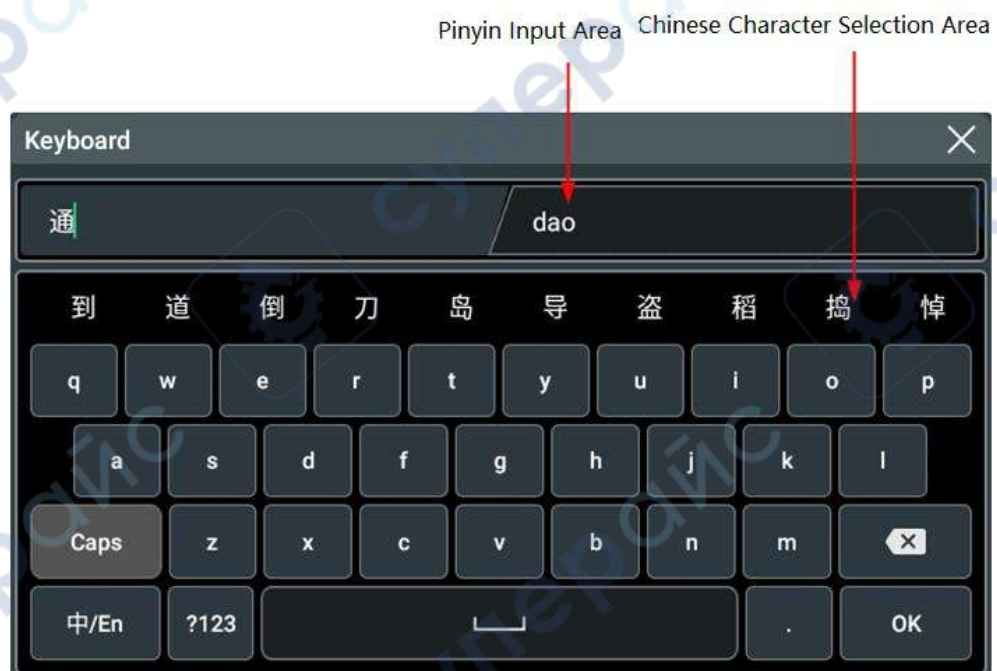 Pinyin Input Area Chinese Character Selection Area
Keyboard
通 dao
到 道 倒 刀 岛 导 盗 稻 捣 悼
q w e r t y u i o p
a s d f g h j k l
Caps z x c v b n m
中/En ?123 . OK
суперайс